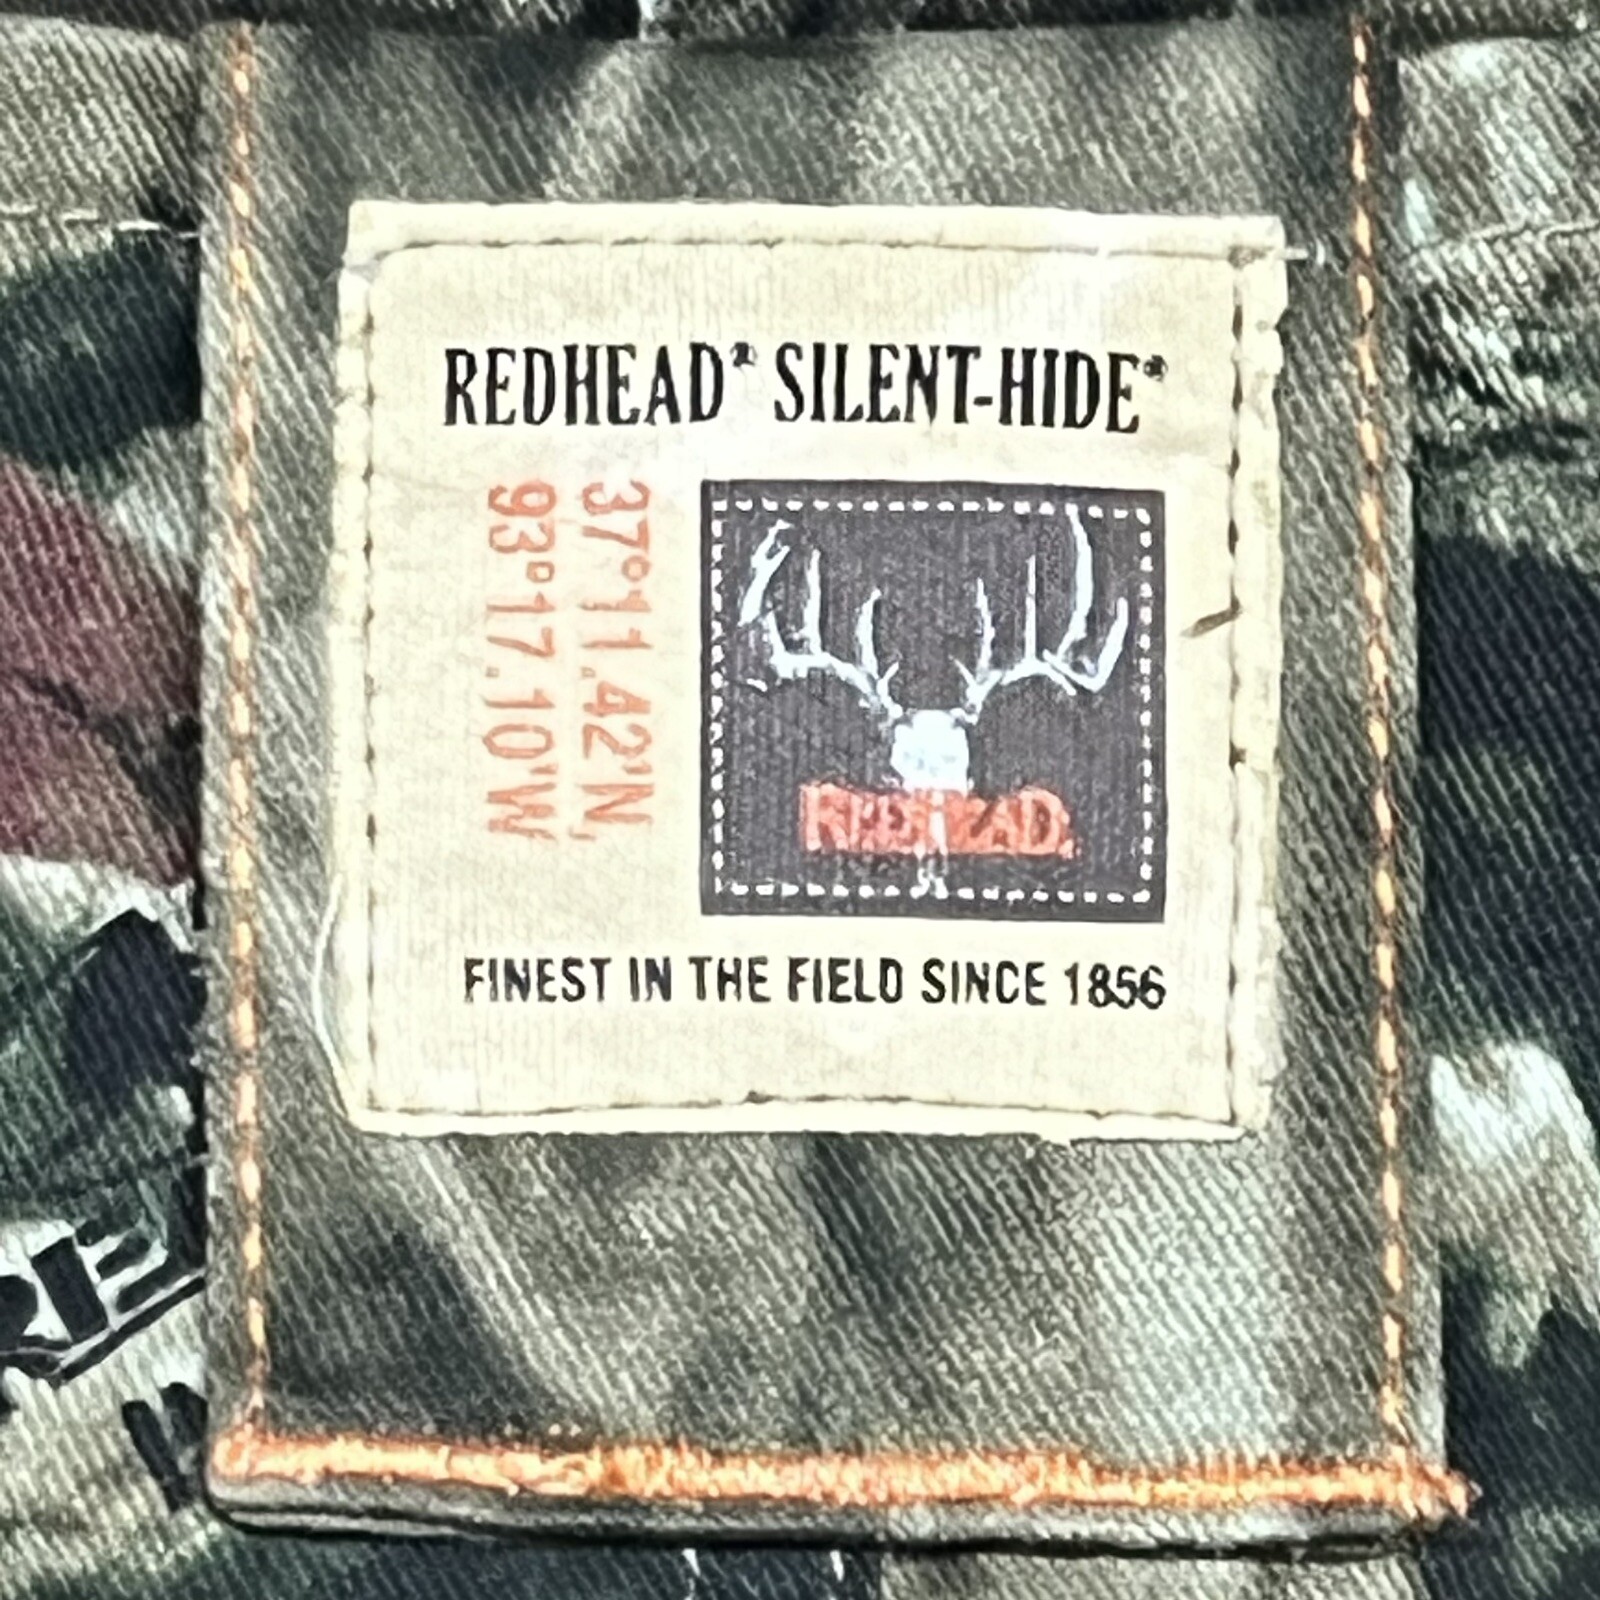 REDHEAD® SILENT-HIDE®
37°11.42'N,
93°17.10'W
REDHEAD.
FINEST IN THE FIELD SINCE 1856